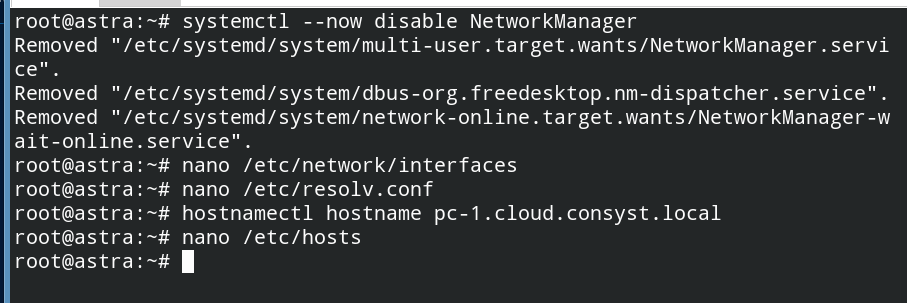 root@astra:~# systemctl --now disable NetworkManager
Removed "/etc/systemd/system/multi-user.target.wants/NetworkManager.servi
ce".
Removed "/etc/systemd/system/dbus-org.freedesktop.nm-dispatcher.service".
Removed "/etc/systemd/system/network-online.target.wants/NetworkManager-w
ait-online.service".
root@astra:~# nano /etc/network/interfaces
root@astra:~# nano /etc/resolv.conf
root@astra:~# hostnamectl hostname pc-1.cloud.consyst.local
root@astra:~# nano /etc/hosts
root@astra:~#